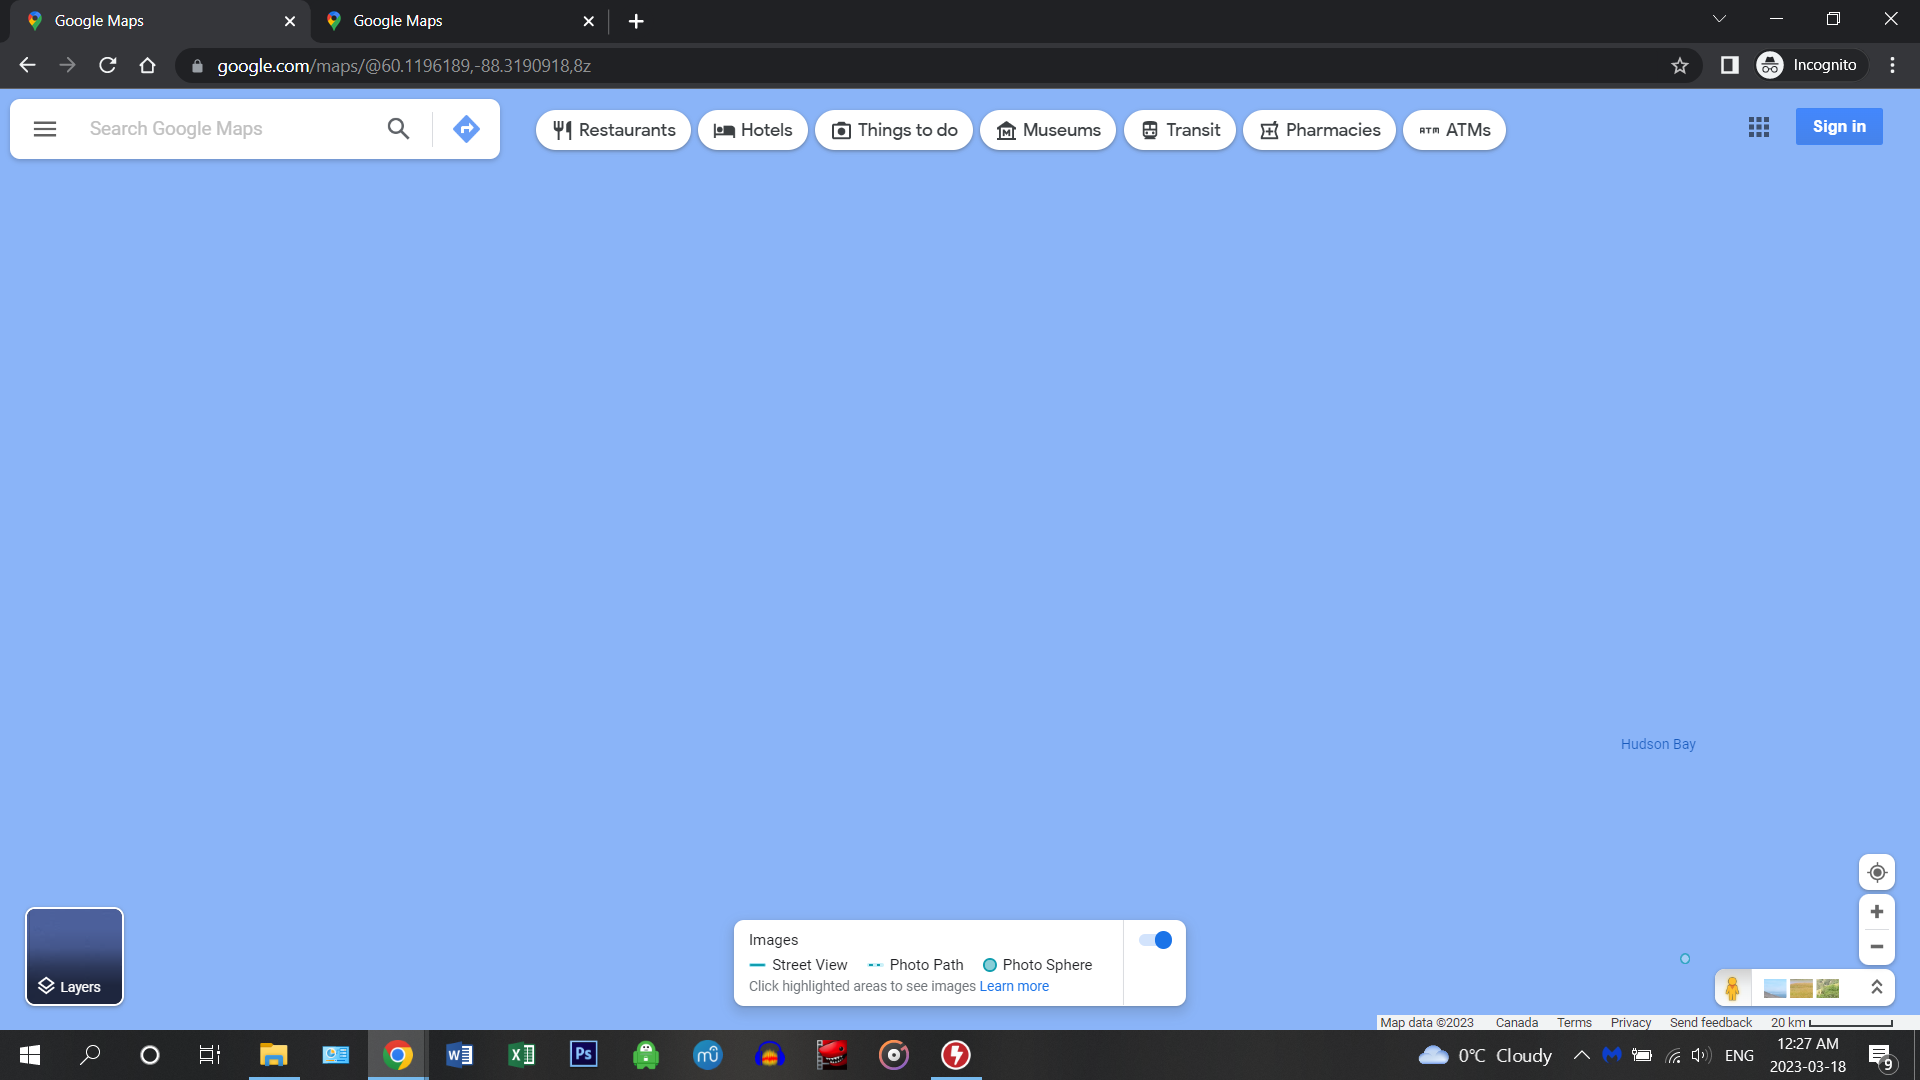 Google Maps
Google Maps
google.com/maps/@60.1196189,-88.3190918,8z
Incognito
Search Google Maps
Restaurants
Hotels
Things to do
Museums
Transit
Pharmacies
ATM ATMs
Sign in
Hudson Bay
Layers
Images
Street View Photo Path Photo Sphere
Click highlighted areas to see images Learn more
Map data ©2023 Canada Terms Privacy Send feedback 20 km
W
X
Ps
mü
0°C Cloudy
ENG
12:27 AM
2023-03-18
9